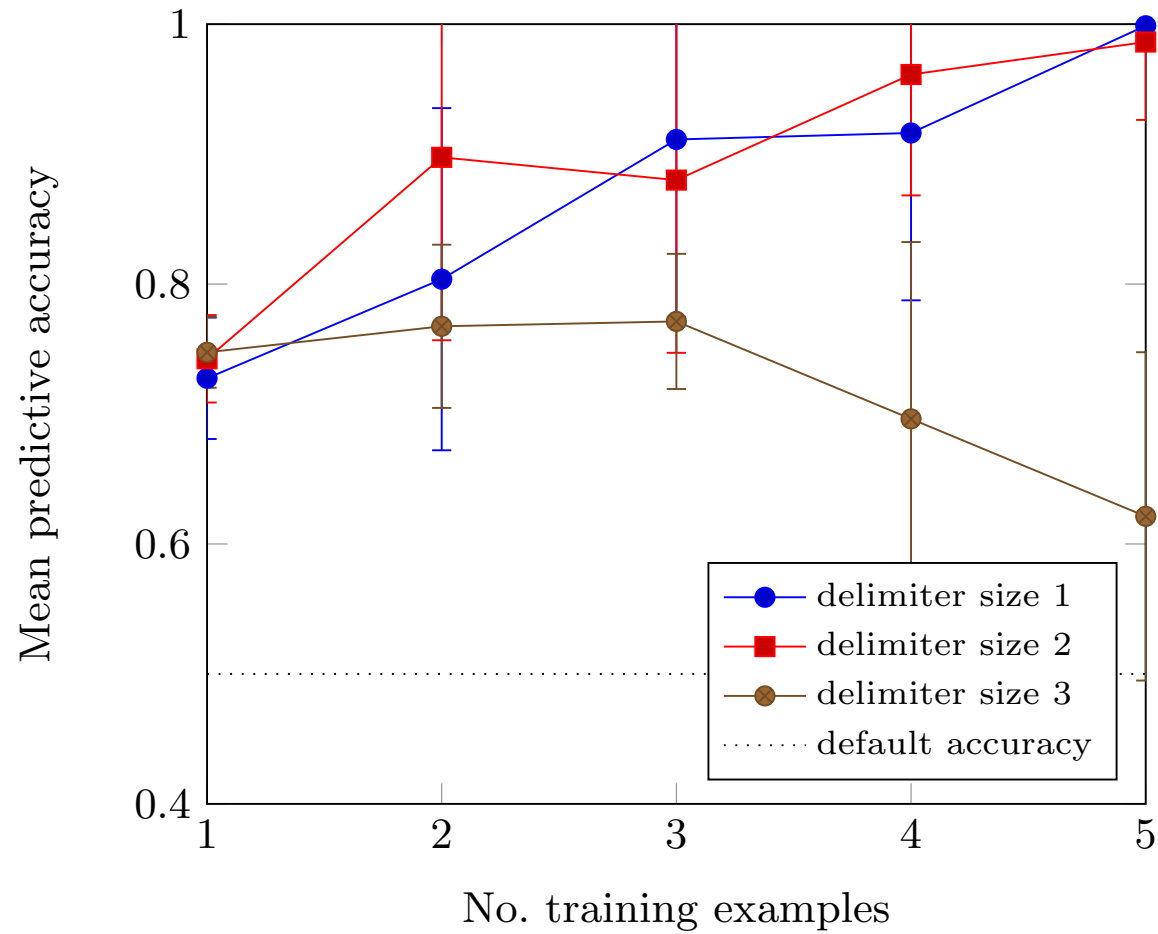 1
0.8
0.6
0.4
Mean predictive accuracy
1 2 3 4 5
No. training examples
delimiter size 1
delimiter size 2
delimiter size 3
default accuracy